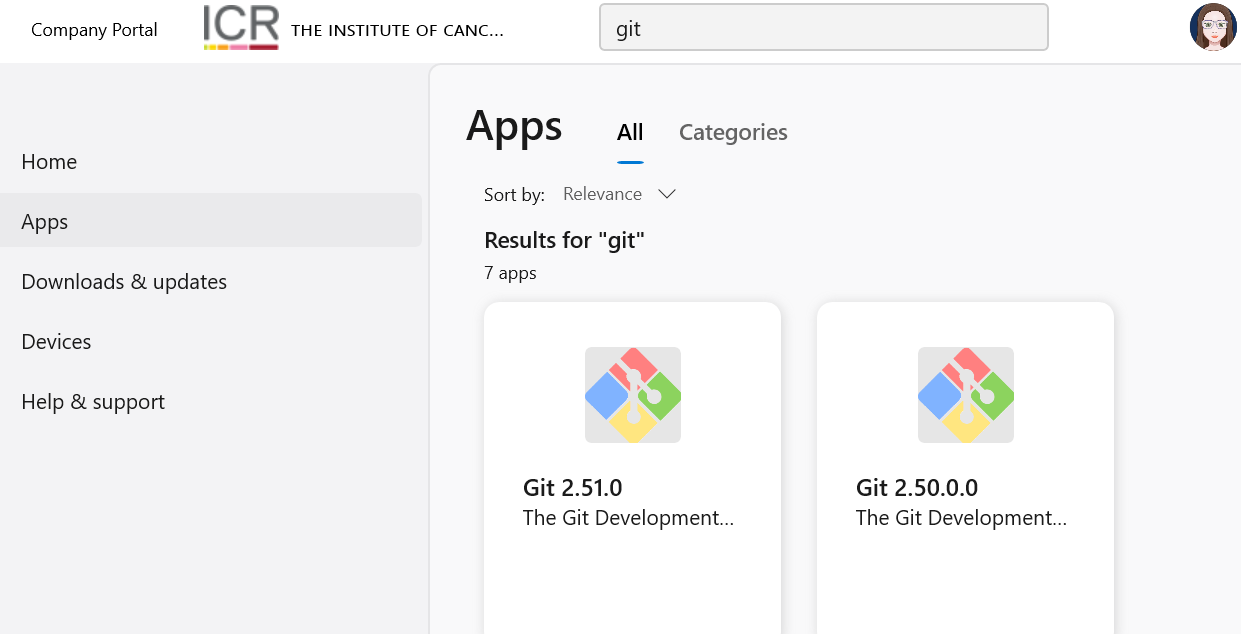 Company Portal
ICR THE INSTITUTE OF CANC...
git
Home
Apps
Downloads & updates
Devices
Help & support
Apps All Categories
Sort by: Relevance
Results for "git"
7 apps
Git 2.51.0
The Git Development...
Git 2.50.0.0
The Git Development...